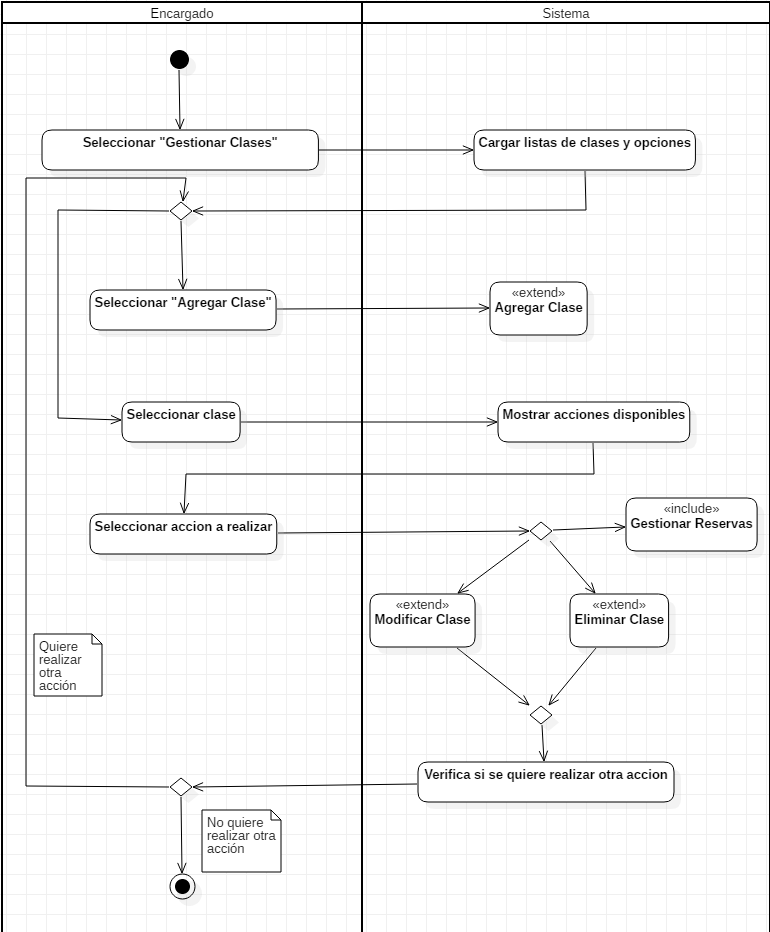 Encargado
Sistema
Seleccionar "Gestionar Clases"
Cargar listas de clases y opciones
Seleccionar "Agregar Clase"
«extend»
Agregar Clase
Seleccionar clase
Mostrar acciones disponibles
Seleccionar accion a realizar
«include»
Gestionar Reservas
«extend»
Modificar Clase
«extend»
Eliminar Clase
Quiere
realizar
otra
acción
Verifica si se quiere realizar otra accion
No quiere
realizar otra
acción